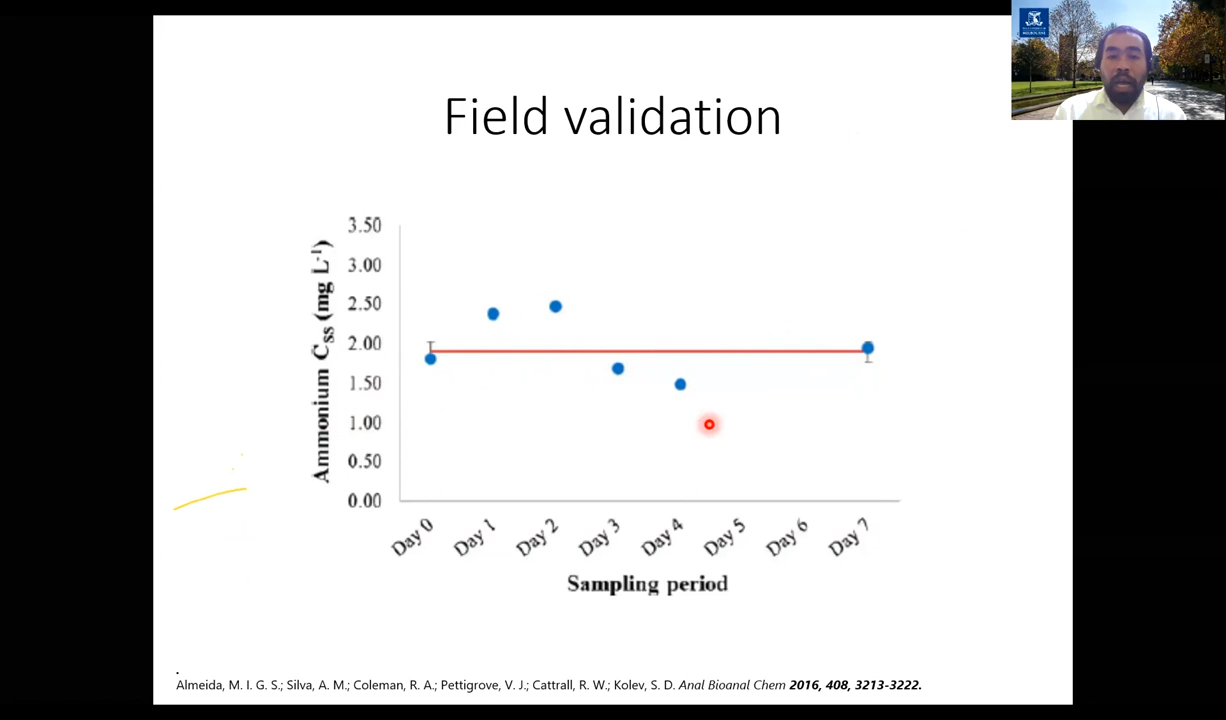 MELBOURNE
Field validation
Ammonium C_SS (mg L⁻¹)
3.50
3.00
2.50
2.00
1.50
1.00
0.50
0.00
Day 0
Day 1
Day 2
Day 3
Day 4
Day 5
Day 6
Day 7
Sampling period
.
Almeida, M. I. G. S.; Silva, A. M.; Coleman, R. A.; Pettigrove, V. J.; Cattrall, R. W.; Kolev, S. D. Anal Bioanal Chem 2016, 408, 3213-3222.